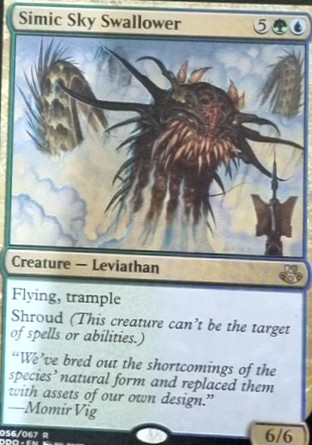 Simic Sky Swallower 5
Creature — Leviathan
Flying, trample
Shroud (This creature can't be the target
of spells or abilities.)
"We've bred out the shortcomings of the
species' natural form and replaced them
with assets of our own design."
—Momir Vig
056/067 R
DDO • EN
6/6